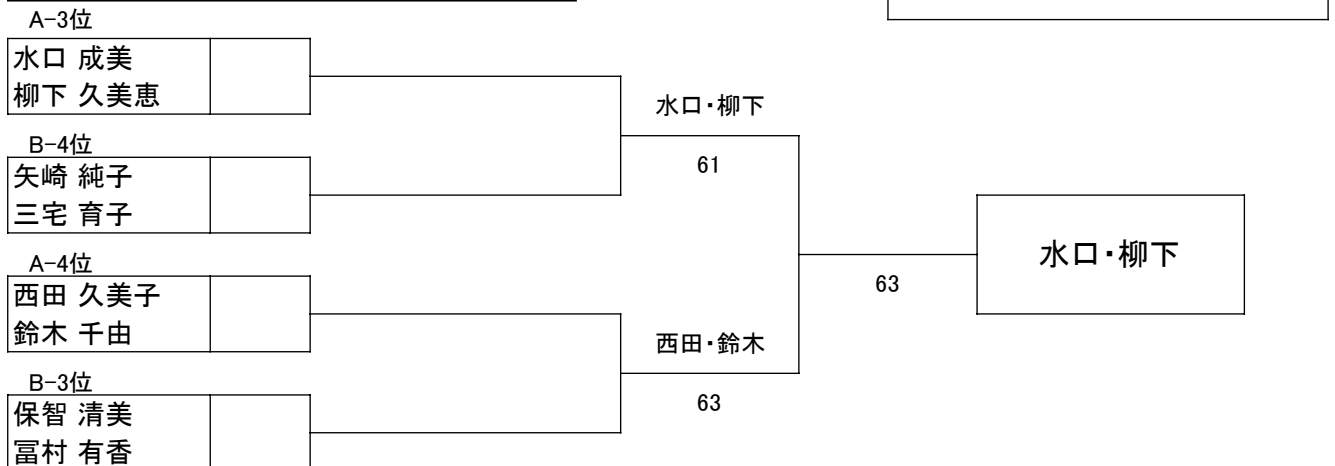 A-3位
水口 成美
柳下 久美恵
水口・柳下
B-4位
61
矢崎 純子
三宅 育子
水口・柳下
A-4位
63
西田 久美子
鈴木 千由
西田・鈴木
B-3位
63
保智 清美
冨村 有香